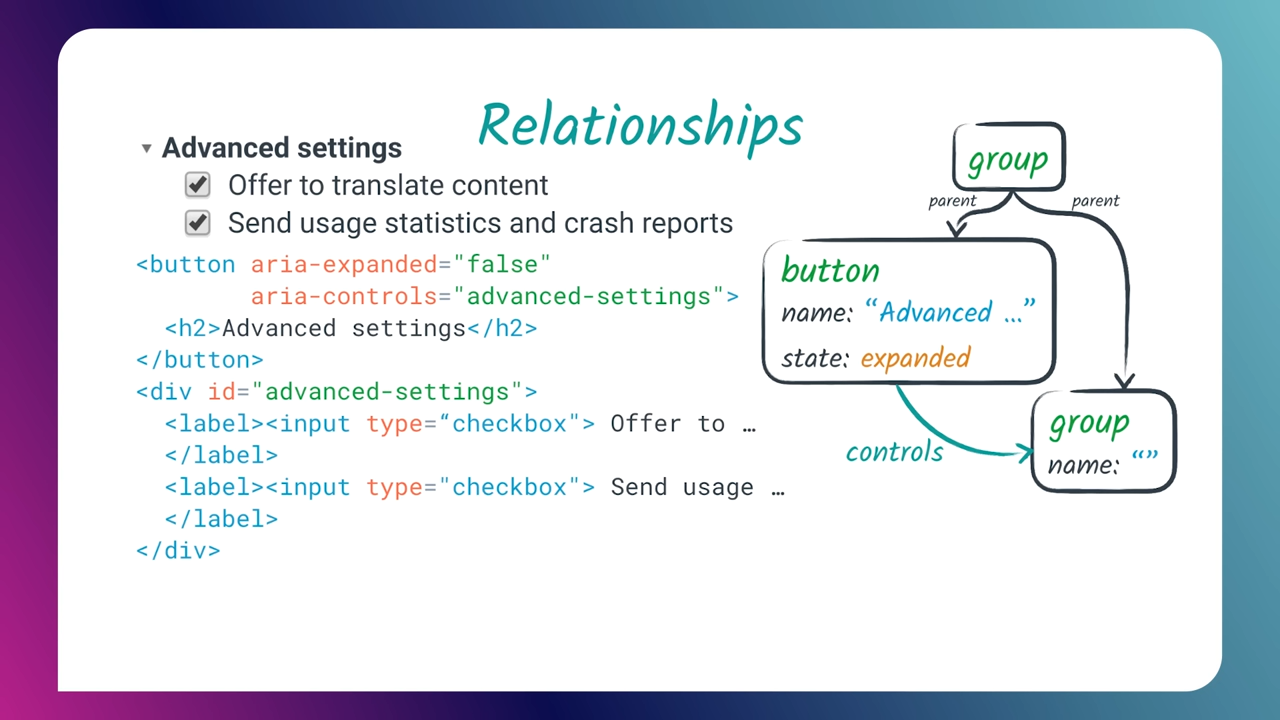 Relationships
Advanced settings
Offer to translate content
Send usage statistics and crash reports
<button aria-expanded="false"
aria-controls="advanced-settings">
<h2>Advanced settings</h2>
</button>
<div id="advanced-settings">
<label><input type=“checkbox"> Offer to …
</label>
<label><input type="checkbox"> Send usage …
</label>
</div>
group
parent
parent
button
name: “Advanced ...”
state: expanded
controls
group
name: “”